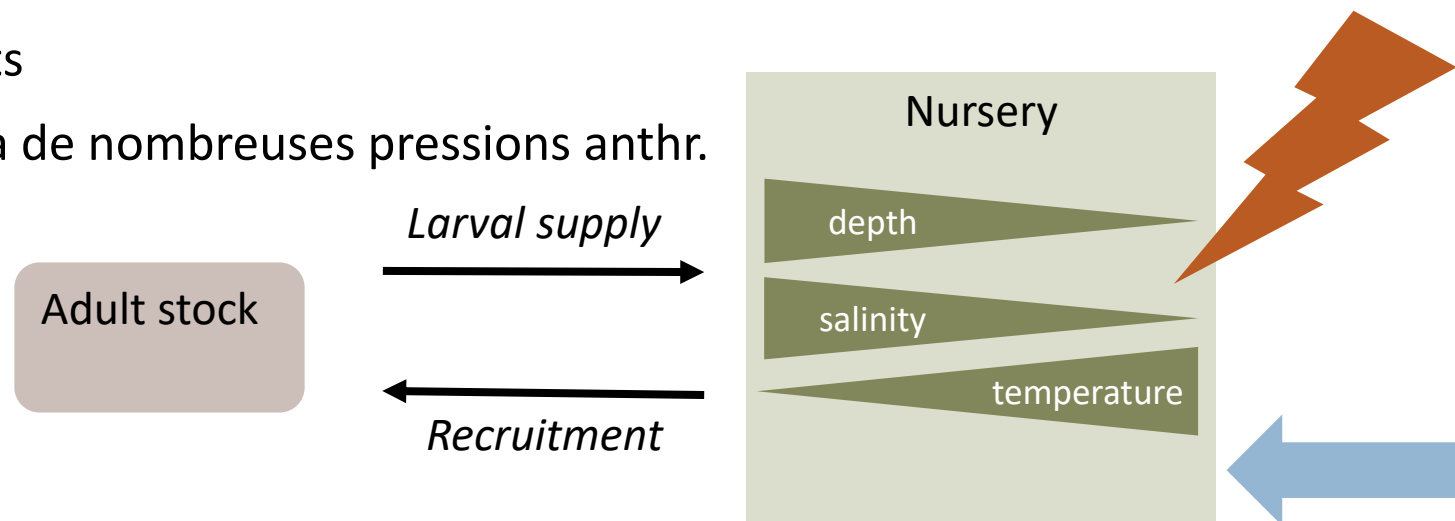 ts
à de nombreuses pressions anthr.
Nursery
Larval supply
depth
Adult stock
salinity
temperature
Recruitment